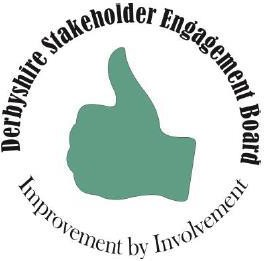 Derbyshire Stakeholder Engagement Board
Improvement by Involvement